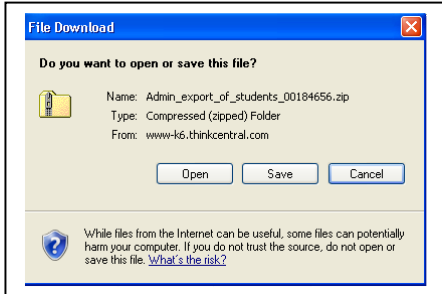 File Download
Do you want to open or save this file?
Name: Admin_export_of_students_00184656.zip
Type: Compressed (zipped) Folder
From: www-k6.thinkcentral.com
Open Save Cancel
While files from the Internet can be useful, some files can potentially
harm your computer. If you do not trust the source, do not open or
save this file. What's the risk?